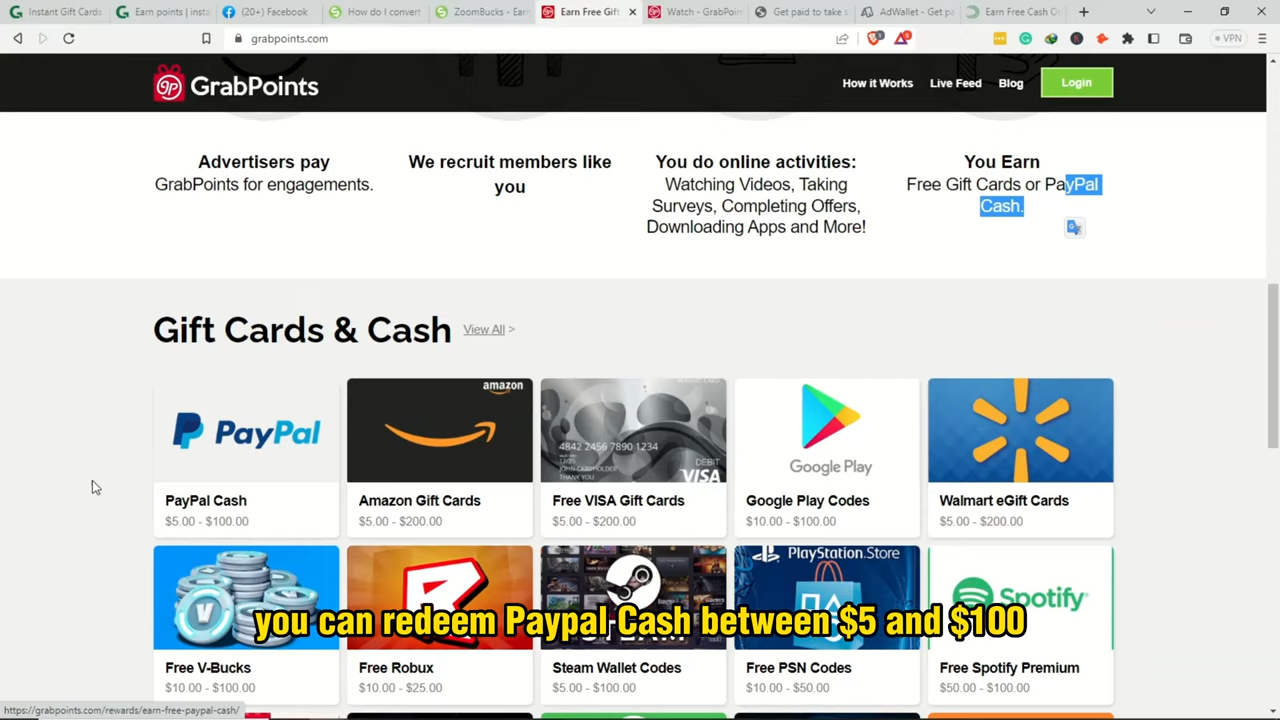 Instant Gift Cards
Earn points | insta
(20+) Facebook
How do I convert
ZoomBucks - Earn
Earn Free Gift
Watch - GrabPoin
Get paid to take s
AdWallet - Get pa
Earn Free Cash On
grabpoints.com
VPN
GrabPoints
How it Works
Live Feed
Blog
Login
Advertisers pay
GrabPoints for engagements.
We recruit members like
you
You do online activities:
Watching Videos, Taking
Surveys, Completing Offers,
Downloading Apps and More!
You Earn
Free Gift Cards or PayPal
Cash.
Gift Cards & Cash
View All >
PayPal
amazon
4842 2456 7890 1234
DEBIT
VISA
Google Play
PayPal Cash
$5.00 - $100.00
Amazon Gift Cards
$5.00 - $200.00
Free VISA Gift Cards
$5.00 - $200.00
Google Play Codes
$10.00 - $100.00
Walmart eGift Cards
$5.00 - $200.00
PlayStation.Store
Spotify
you can redeem Paypal Cash between $5 and $100
Free V-Bucks
$10.00 - $100.00
Free Robux
$10.00 - $25.00
Steam Wallet Codes
$5.00 - $100.00
Free PSN Codes
$10.00 - $50.00
Free Spotify Premium
$50.00 - $100.00
https://grabpoints.com/rewards/earn-free-paypal-cash/